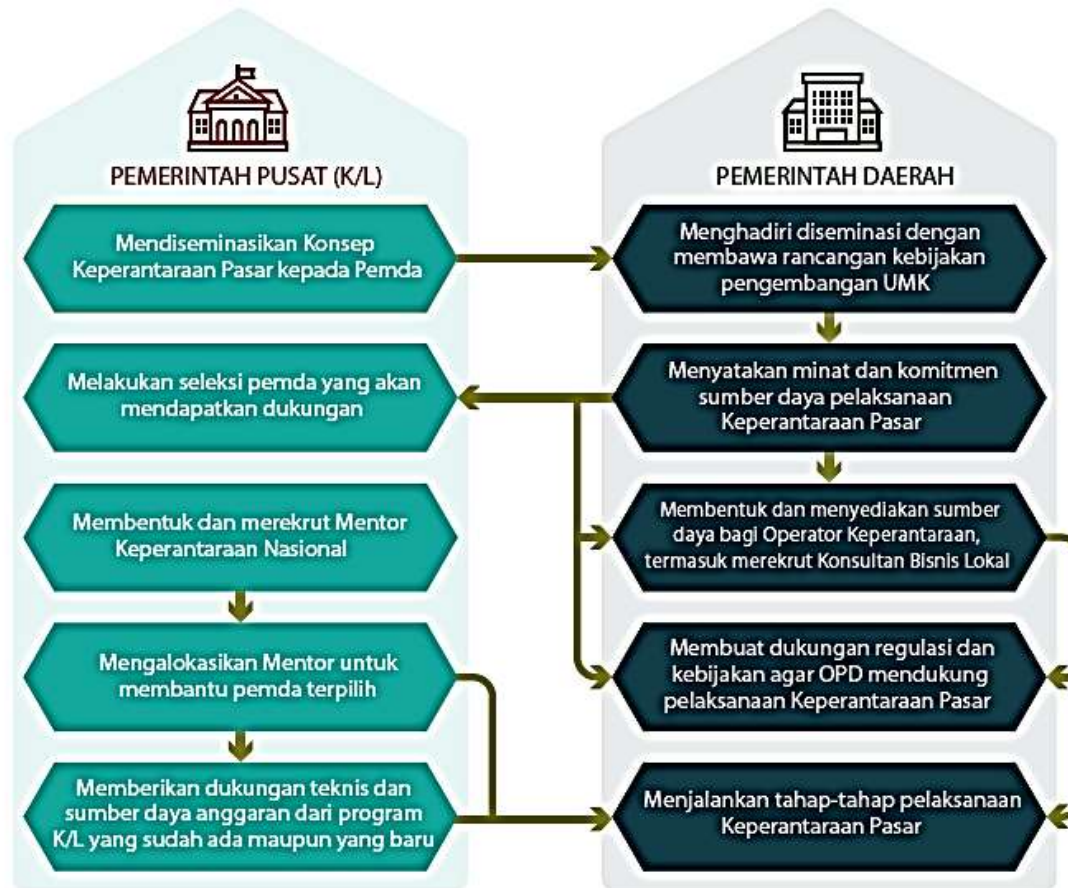 PEMERINTAH PUSAT (K/L)
Mendiseminasikan Konsep
Keperantaraan Pasar kepada Pemda
Melakukan seleksi pemda yang akan
mendapatkan dukungan
Membentuk dan merekrut Mentor
Keperantaraan Nasional
Mengalokasikan Mentor untuk
membantu pemda terpilih
Memberikan dukungan teknis dan
sumber daya anggaran dari program
K/L yang sudah ada maupun yang baru
PEMERINTAH DAERAH
Menghadiri diseminasi dengan
membawa rancangan kebijakan
pengembangan UMK
Menyatakan minat dan komitmen
sumber daya pelaksanaan
Keperantaraan Pasar
Membentuk dan menyediakan sumber
daya bagi Operator Keperantaraan,
termasuk merekrut Konsultan Bisnis Lokal
Membuat dukungan regulasi dan
kebijakan agar OPD mendukung
pelaksanaan Keperantaraan Pasar
Menjalankan tahap-tahap pelaksanaan
Keperantaraan Pasar